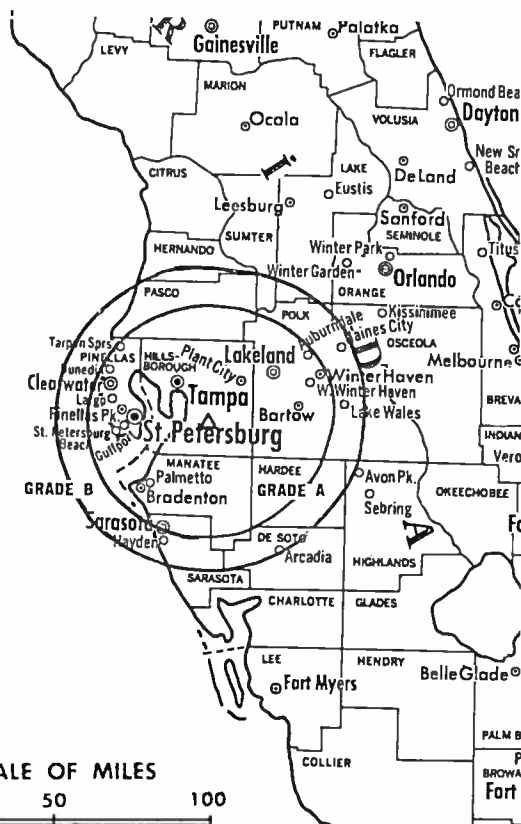 PUTNAM
Palatka
Gainesville
LEVY
FLAGLER
MARION
Ormond Bea
Dayton
Ocala
VOLUSIA
New Sm
Beach
CITRUS
LAKE
DeLand
Eustis
Leesburg
Sanford
SEMINOLE
SUMTER
HERNANDO
Winter Park
Titus
Winter Garden
Orlando
PASCO
ORANGE
POLK
Kissimmee
OSCEOLA
Auburndale
Haines City
Tarpon Sprs
PINELLAS
HILLS-
BOROUGH
Plant City
Lakeland
D
Melbourne
Dunedin
Clearwater
Winter Haven
W. Winter Haven
Largo
Tampa
Lake Wales
BREVA
Pinellas Pk.
Bartow
St. Petersburg
St. Petersburg
Beach
Gulfport
INDIAN
Vero
MANATEE
HARDEE
Avon Pk.
Palmetto
GRADE B
GRADE A
OKEECHOBEE
Bradenton
Sebring
Sarasota
A
Fo
Hayden
DE SOTO
Arcadia
HIGHLANDS
SARASOTA
CHARLOTTE
GLADES
LEE
HENDRY
Belle Glade
Fort Myers
PALM B
COLLIER
P
BROWA
Fort
ALE OF MILES
50
100